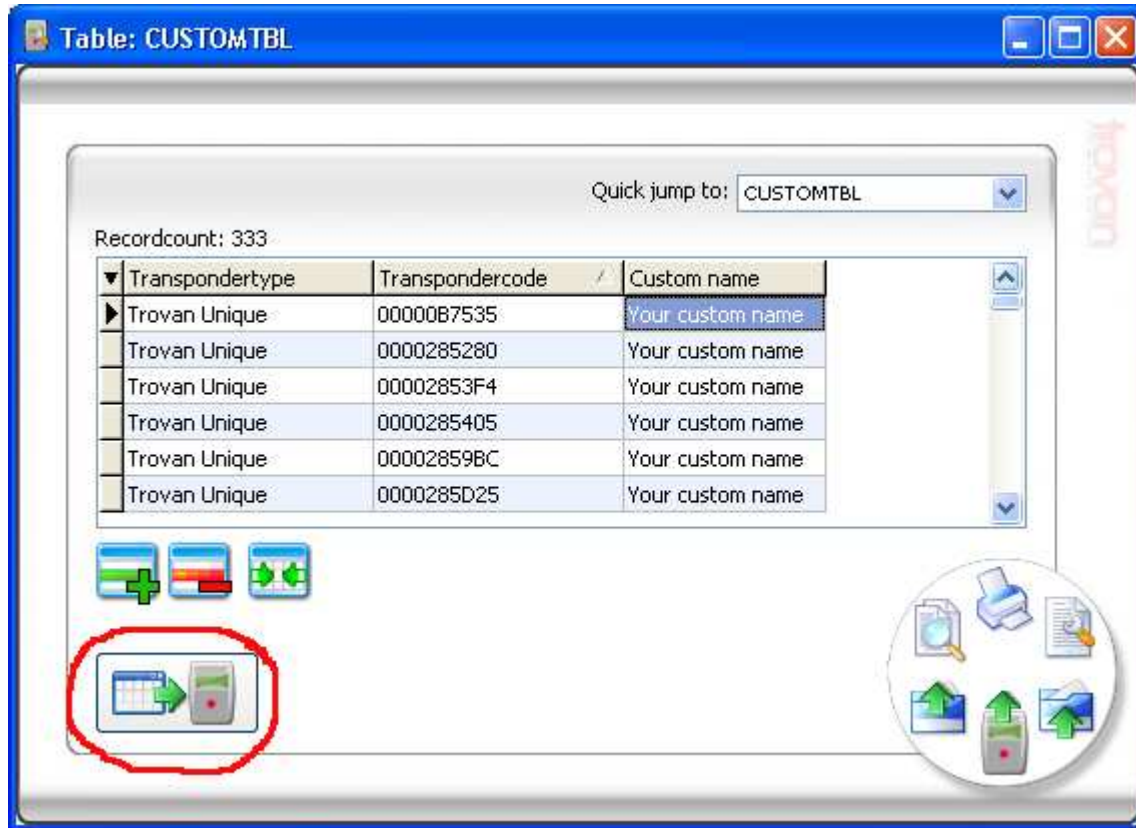 Table: CUSTOMTBL
trovan
Quick jump to: CUSTOMTBL
Recordcount: 333
Transpondertype Transpondercode Custom name
Trovan Unique 00000B7535 Your custom name
Trovan Unique 0000285280 Your custom name
Trovan Unique 00002853F4 Your custom name
Trovan Unique 0000285405 Your custom name
Trovan Unique 00002859BC Your custom name
Trovan Unique 0000285D25 Your custom name